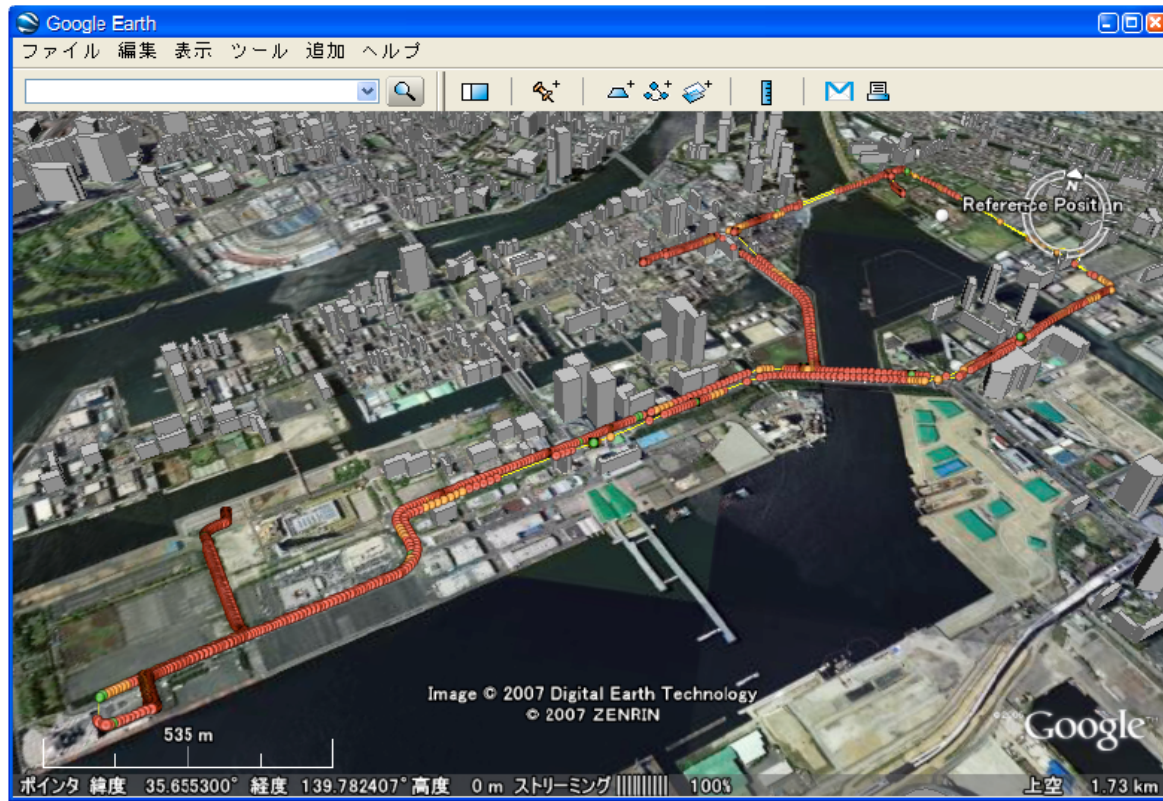 Google Earth
ファイル 編集 表示 ツール 追加 ヘルプ
N
Reference Position
Image © 2007 Digital Earth Technology
© 2007 ZENRIN
Google
535 m
ポインタ 緯度 35.655300° 経度 139.782407° 高度 0 m ストリーミング |||||||||| 100% 上空 1.73 km